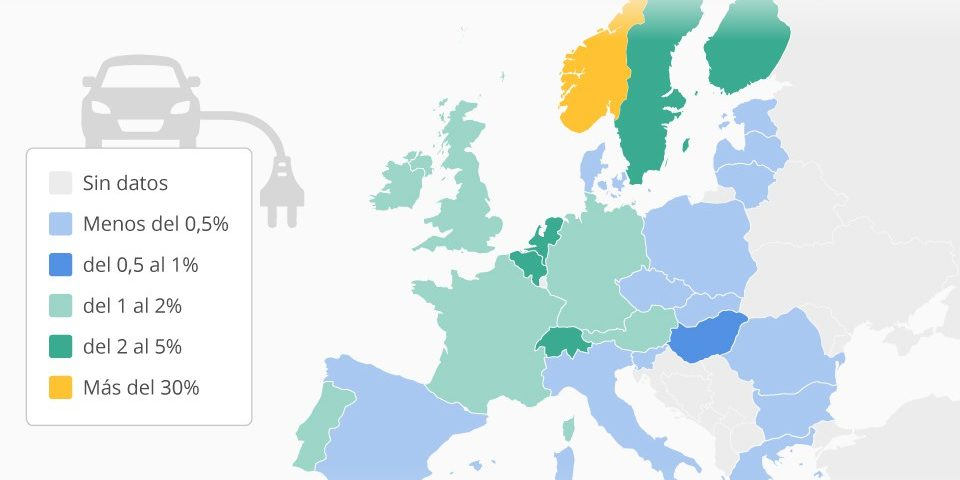 Sin datos
Menos del 0,5%
del 0,5 al 1%
del 1 al 2%
del 2 al 5%
Más del 30%